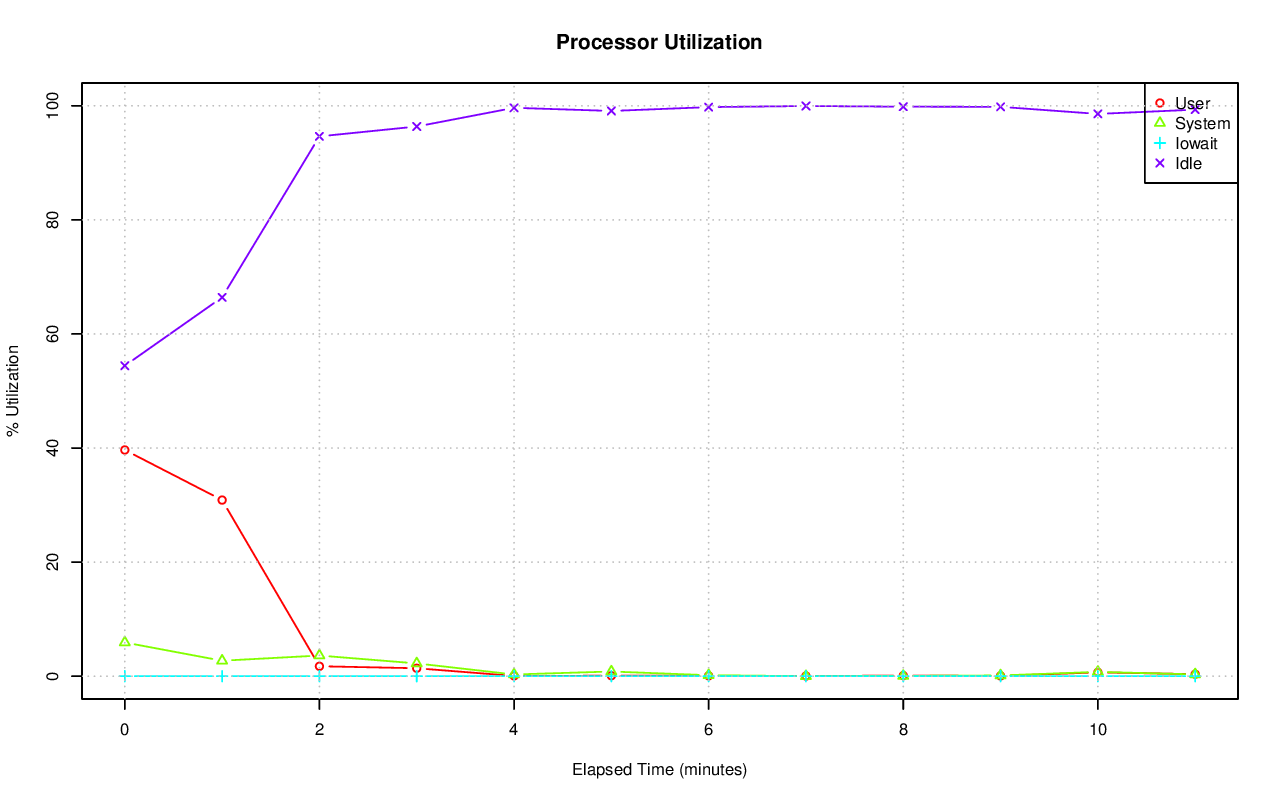 Processor Utilization
% Utilization
100
80
60
40
20
0
User
System
Iowait
Idle
0 2 4 6 8 10
Elapsed Time (minutes)